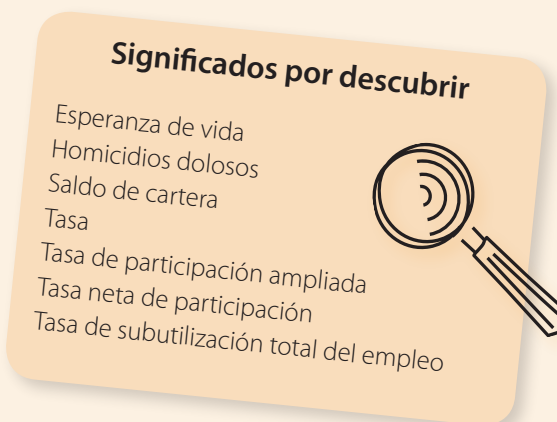 Significados por descubrir
Esperanza de vida
Homicidios dolosos
Saldo de cartera
Tasa
Tasa de participación ampliada
Tasa neta de participación
Tasa de subutilización total del empleo